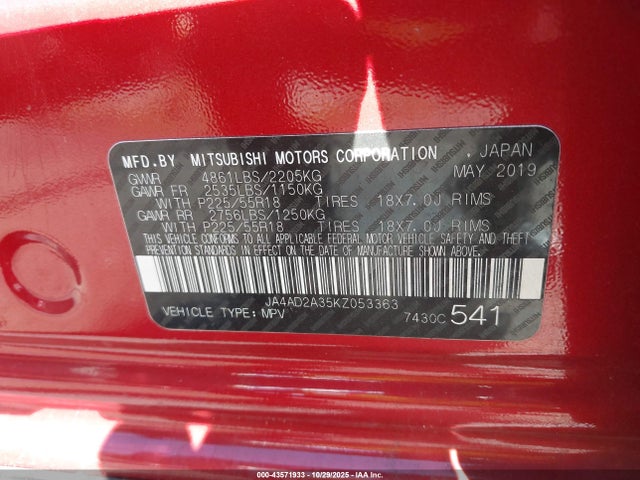 MFD.BY MITSUBISHI MOTORS CORPORATION , JAPAN
GVWR 4861LBS/2205KG MAY 2019
GAWR FR 2535LBS/1150KG
WITH P225/55R18 TIRES 18X7.0J RIMS
GAWR RR 2756LBS/1250KG
WITH P225/55R18 TIRES 18X7.0J RIMS
THIS VEHICLE CONFORMS TO ALL APPLICABLE FEDERAL MOTOR VEHICLE SAFETY AND THEFT
PREVENTION STANDARDS IN EFFECT ON THE DATE OF MANUFACTURE SHOWN ABOVE.
JA4AD2A35KZ053363
VEHICLE TYPE: MPV 7430C 541
000-43571933 - 10/29/2025 - IAA Inc.